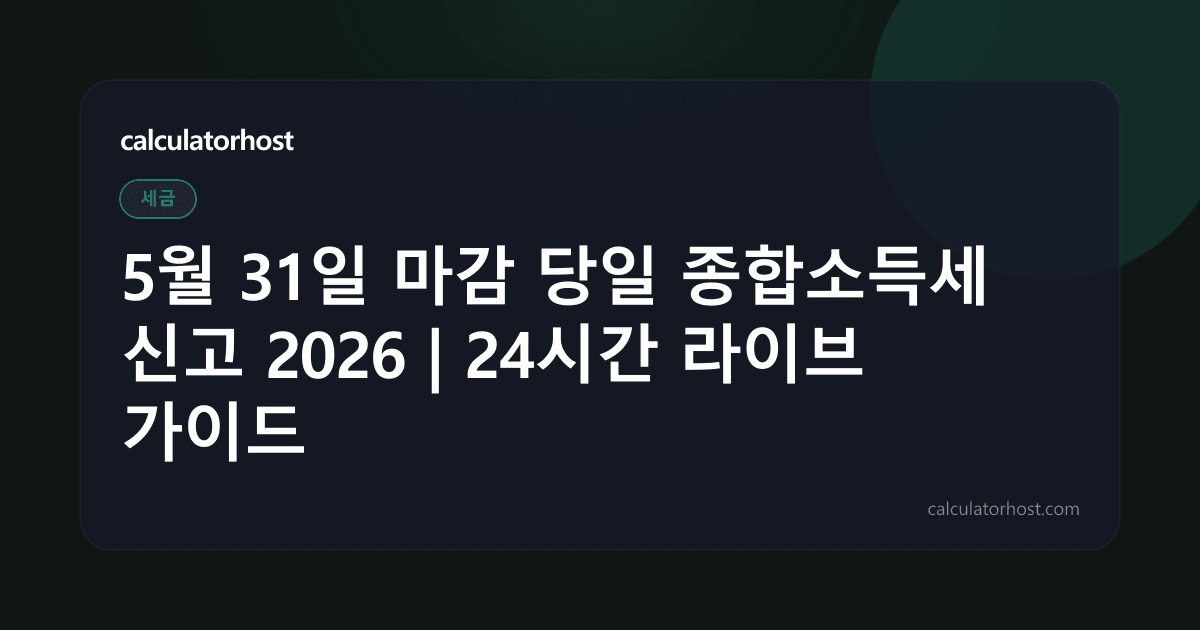 calculatorhost
세금
5월 31일 마감 당일 종합소득세
신고 2026 | 24시간 라이브
가이드
calculatorhost.com